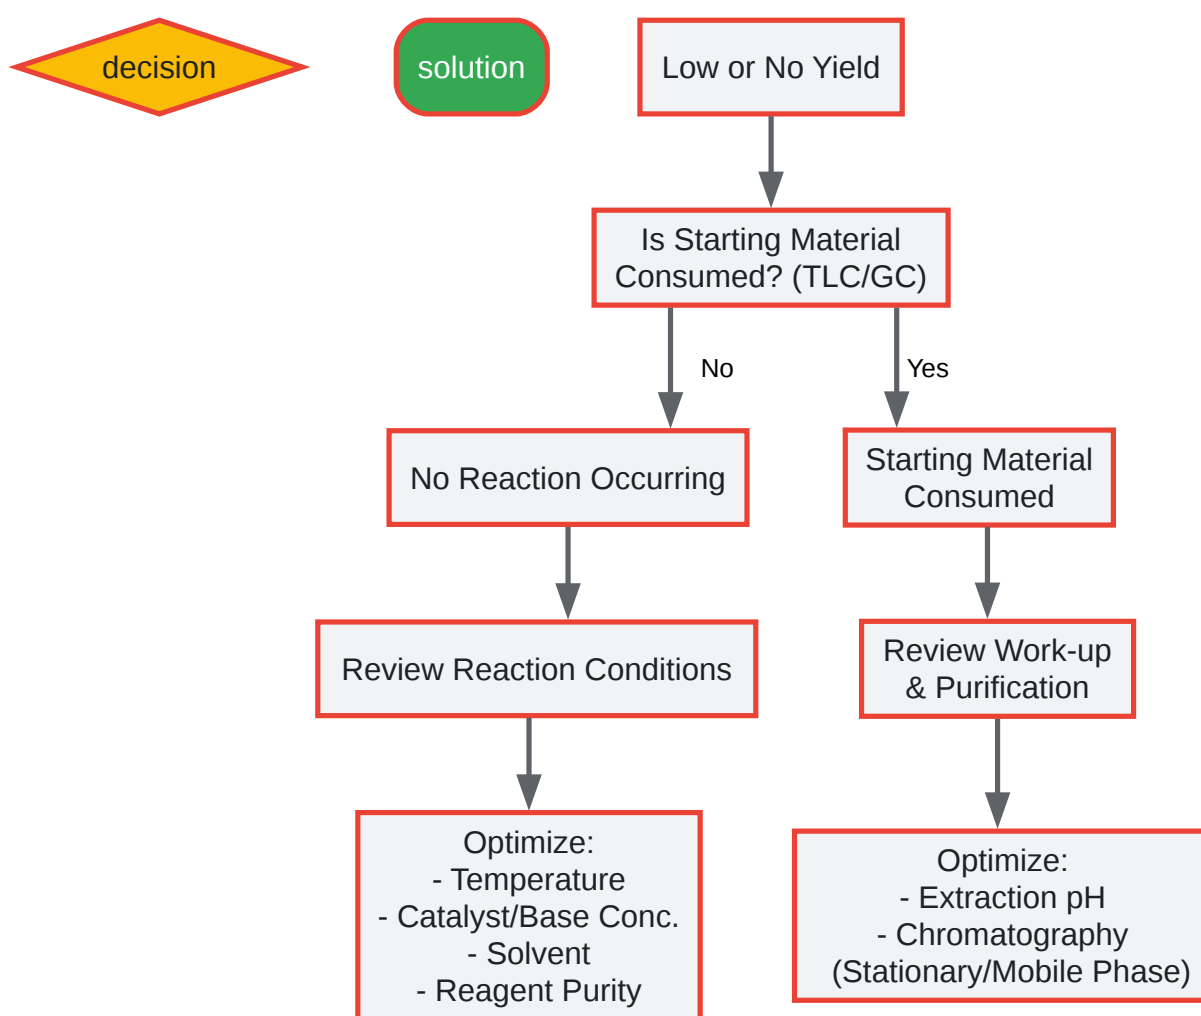 decision
solution
Low or No Yield
Is Starting Material
Consumed? (TLC/GC)
No
Yes
No Reaction Occurring
Starting Material
Consumed
Review Reaction Conditions
Review Work-up
& Purification
Optimize:
- Temperature
- Catalyst/Base Conc.
- Solvent
- Reagent Purity
Optimize:
- Extraction pH
- Chromatography
(Stationary/Mobile Phase)